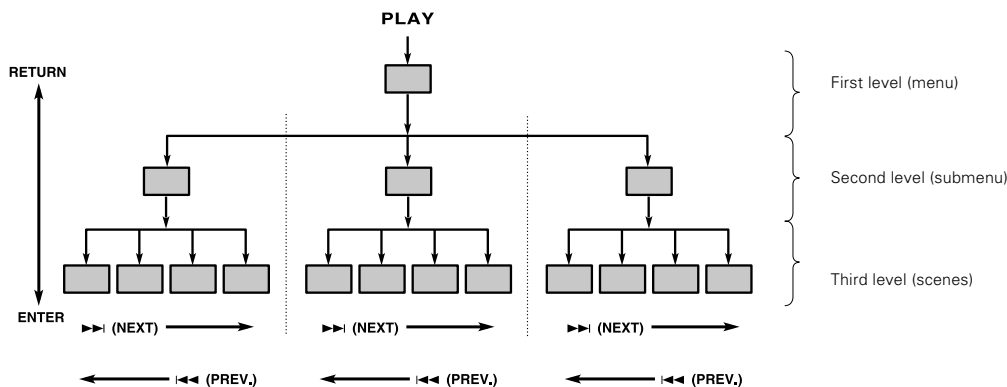 PLAY
RETURN
First level (menu)
Second level (submenu)
Third level (scenes)
ENTER
(NEXT) (NEXT) (NEXT)
(PREV.) (PREV.) (PREV.)